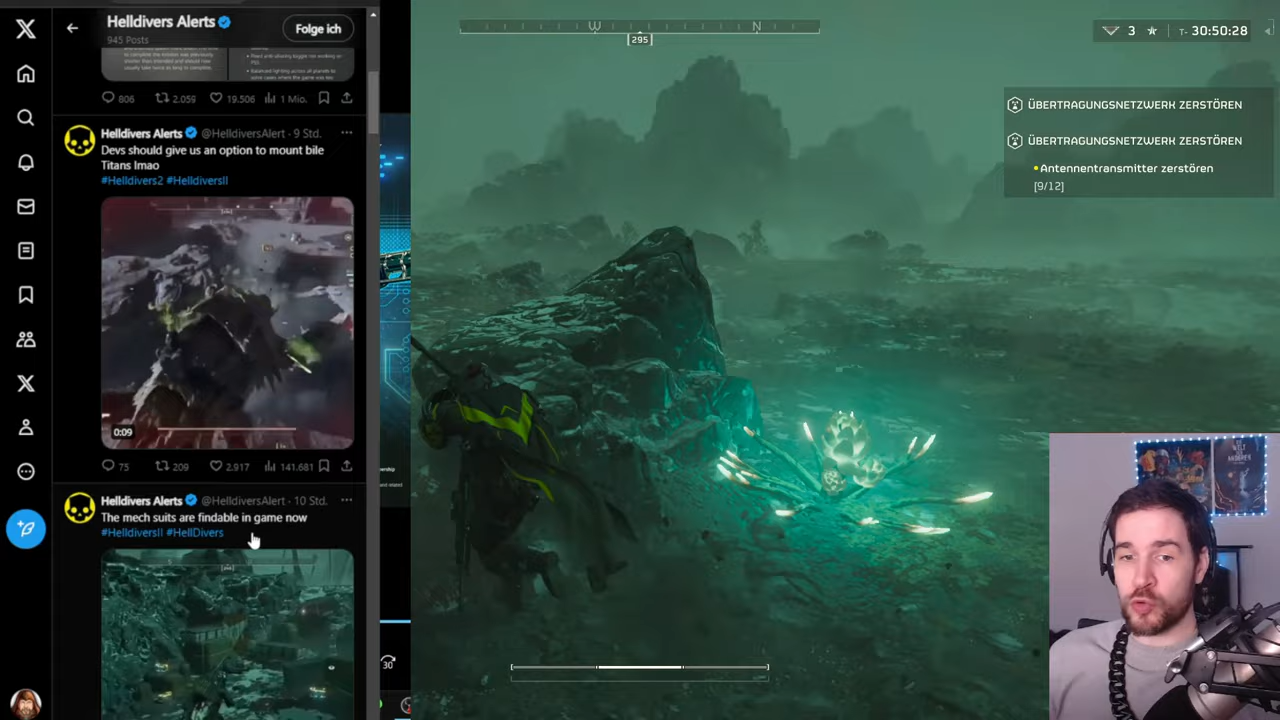 Helldivers Alerts
945 Posts
Folge ich
806 2.059 19.506 1 Mio.
Helldivers Alerts @HelldiversAlert · 9 Std.
Devs should give us an option to mount bile
Titans lmao
#Helldivers2 #HelldiversII
0:09
75 209 2.917 141.681
Helldivers Alerts @HelldiversAlert · 10 Std.
The mech suits are findable in game now
#HelldiversII #HellDivers
30
W N
295
3 T- 30:50:28
ÜBERTRAGUNGSNETZWERK ZERSTÖREN
ÜBERTRAGUNGSNETZWERK ZERSTÖREN
Antennentransmitter zerstören
[9/12]